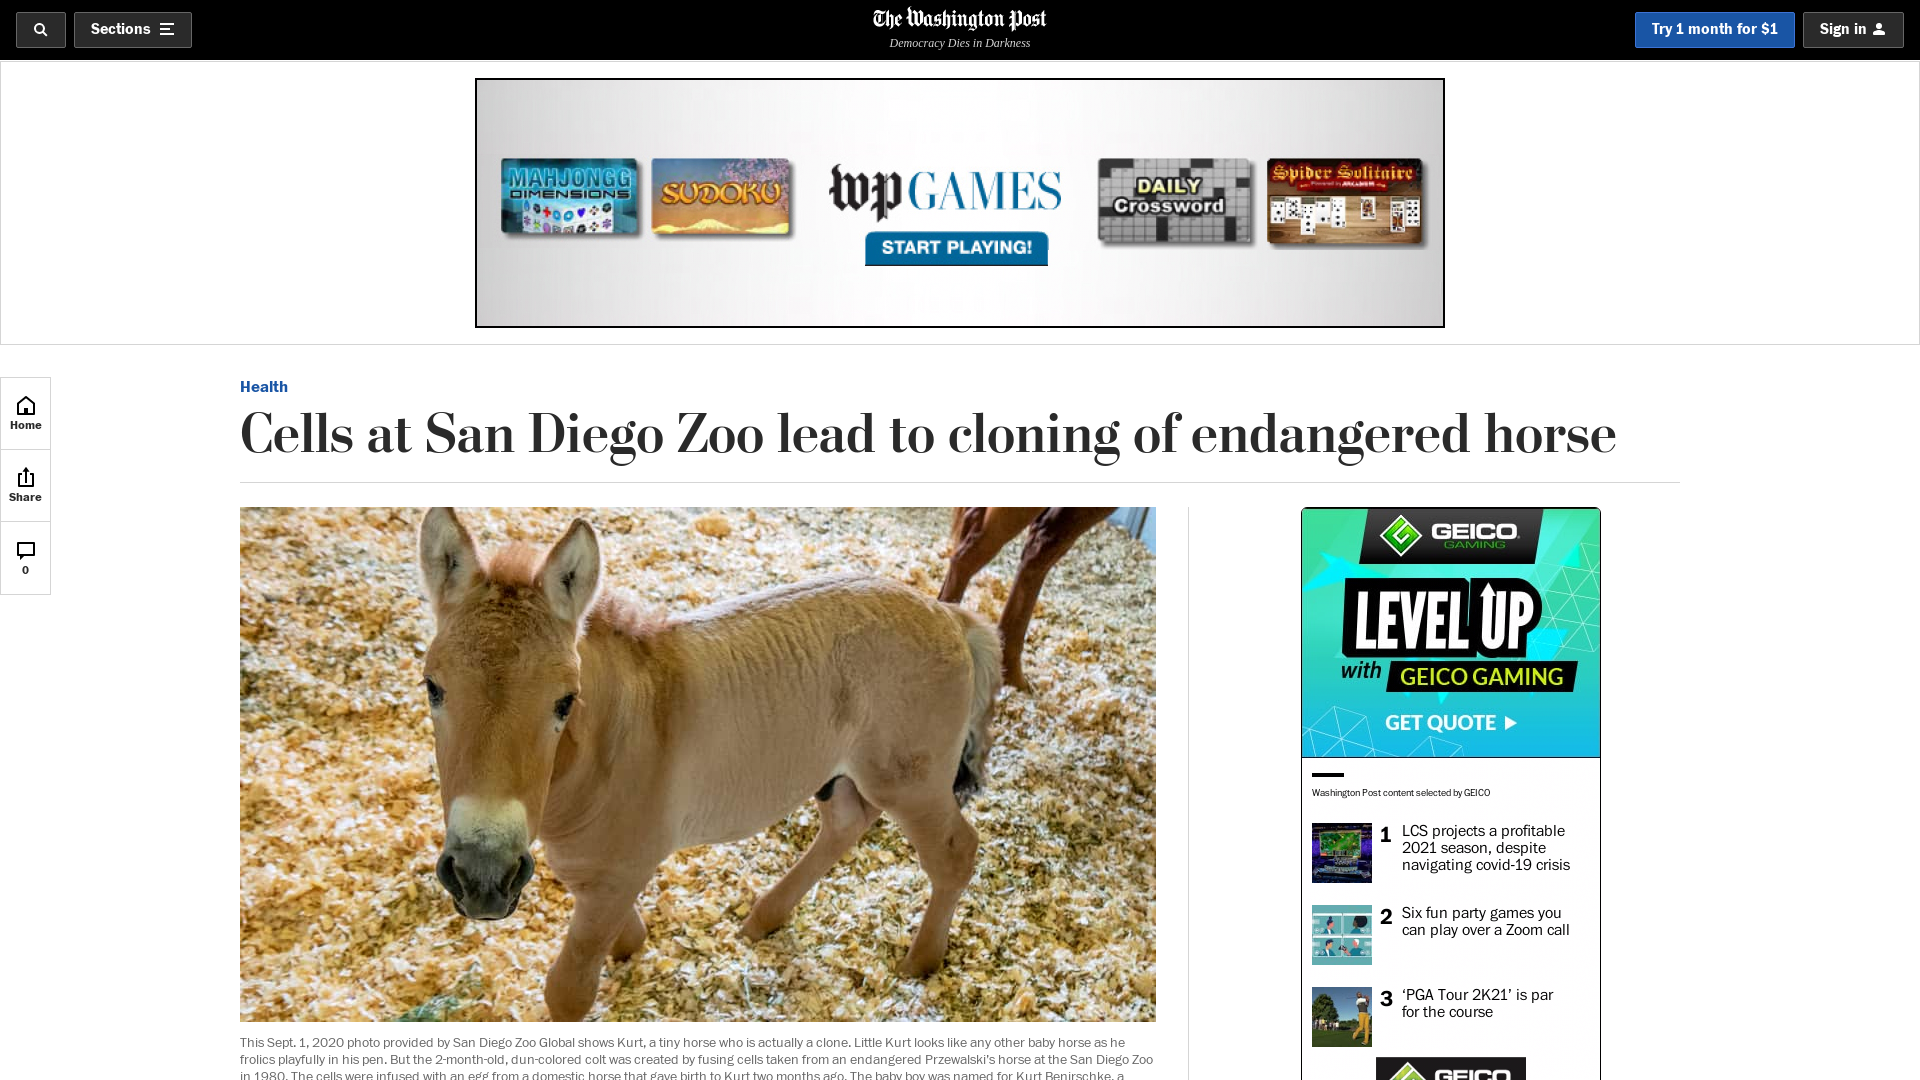 Sections
The Washington Post
Democracy Dies in Darkness
Try 1 month for $1
Sign in
MAHJONGG
DIMENSIONS
SUDOKU
wp GAMES
START PLAYING!
DAILY
Crossword
Spider Solitaire
Home
Share
0
Health
Cells at San Diego Zoo lead to cloning of endangered horse
This Sept. 1, 2020 photo provided by San Diego Zoo Global shows Kurt, a tiny horse who is actually a clone. Little Kurt looks like any other baby horse as he
frolics playfully in his pen. But the 2-month-old, dun-colored colt was created by fusing cells taken from an endangered Przewalski's horse at the San Diego Zoo
in 1980. The cells were infused with an egg from a domestic horse that gave birth to Kurt two months ago. The baby boy was named for Kurt Benirschke, a
GEICO
GAMING
LEVEL UP
with GEICO GAMING
GET QUOTE
Washington Post content selected by GEICO
1 LCS projects a profitable
2021 season, despite
navigating covid-19 crisis
2 Six fun party games you
can play over a Zoom call
3 ‘PGA Tour 2K21’ is par
for the course
GEICO